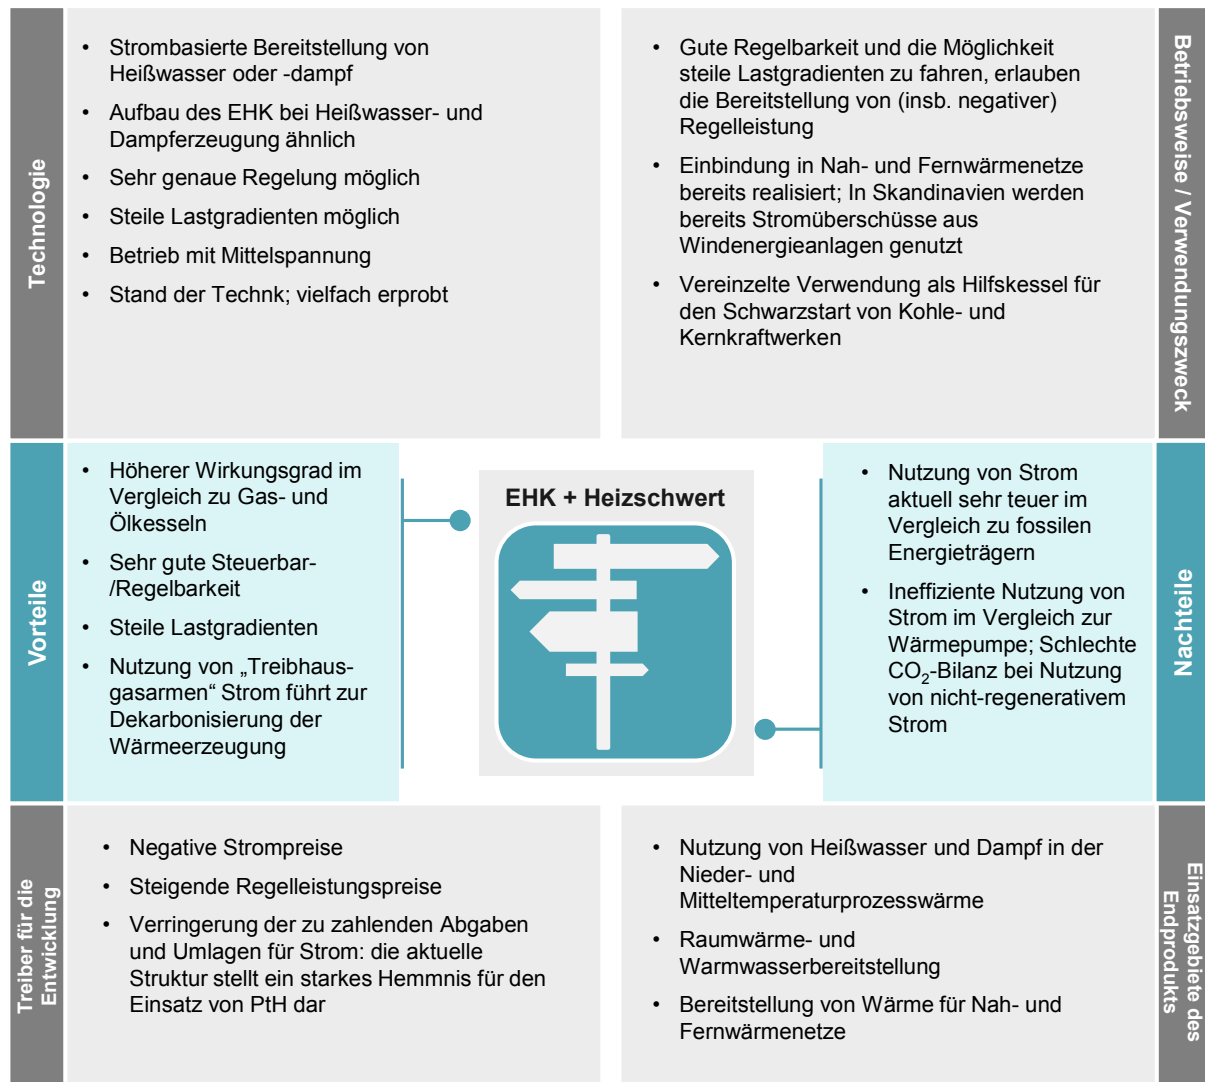 Technologie
• Strombasierte Bereitstellung von
Heißwasser oder -dampf
• Aufbau des EHK bei Heißwasser- und
Dampferzeugung ähnlich
• Sehr genaue Regelung möglich
• Steile Lastgradienten möglich
• Betrieb mit Mittelspannung
• Stand der Technk; vielfach erprobt
• Gute Regelbarkeit und die Möglichkeit
steile Lastgradienten zu fahren, erlauben
die Bereitstellung von (insb. negativer)
Regelleistung
• Einbindung in Nah- und Fernwärmenetze
bereits realisiert; In Skandinavien werden
bereits Stromüberschüsse aus
Windenergieanlagen genutzt
• Vereinzelte Verwendung als Hilfskessel für
den Schwarzstart von Kohle- und
Kernkraftwerken
Betriebsweise / Verwendungszweck
Vorteile
• Höherer Wirkungsgrad im
Vergleich zu Gas- und
Ölkesseln
• Sehr gute Steuerbar-
/Regelbarkeit
• Steile Lastgradienten
• Nutzung von „Treibhaus-
gasarmen“ Strom führt zur
Dekarbonisierung der
Wärmeerzeugung
EHK + Heizschwert
• Nutzung von Strom
aktuell sehr teuer im
Vergleich zu fossilen
Energieträgern
• Ineffiziente Nutzung von
Strom im Vergleich zur
Wärmepumpe; Schlechte
CO₂-Bilanz bei Nutzung
von nicht-regenerativem
Strom
Nachteile
Treiber für die
Entwicklung
• Negative Strompreise
• Steigende Regelleistungspreise
• Verringerung der zu zahlenden Abgaben
und Umlagen für Strom: die aktuelle
Struktur stellt ein starkes Hemmnis für den
Einsatz von PtH dar
• Nutzung von Heißwasser und Dampf in der
Nieder- und
Mitteltemperaturprozesswärme
• Raumwärme- und
Warmwasserbereitstellung
• Bereitstellung von Wärme für Nah- und
Fernwärmenetze
Einsatzgebiete des
Endprodukts